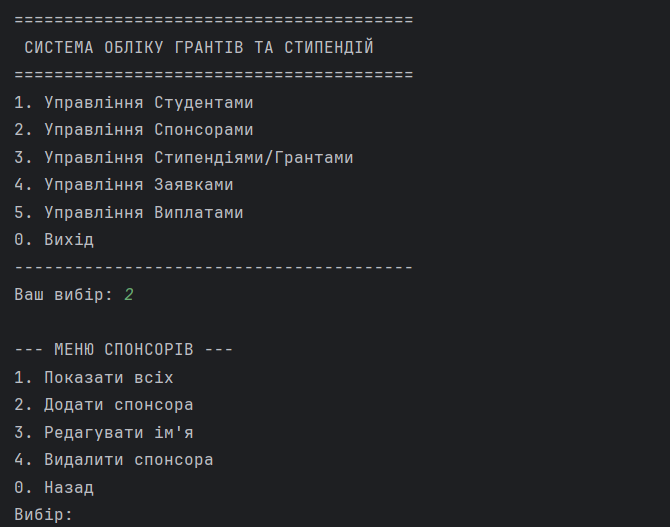 ========================================
СИСТЕМА ОБЛІКУ ГРАНТІВ ТА СТИПЕНДІЙ
========================================
1. Управління Студентами
2. Управління Спонсорами
3. Управління Стипендіями/Грантами
4. Управління Заявками
5. Управління Виплатами
0. Вихід
----------------------------------------
Ваш вибір: 2
--- МЕНЮ СПОНСОРІВ ---
1. Показати всіх
2. Додати спонсора
3. Редагувати ім'я
4. Видалити спонсора
0. Назад
Вибір: